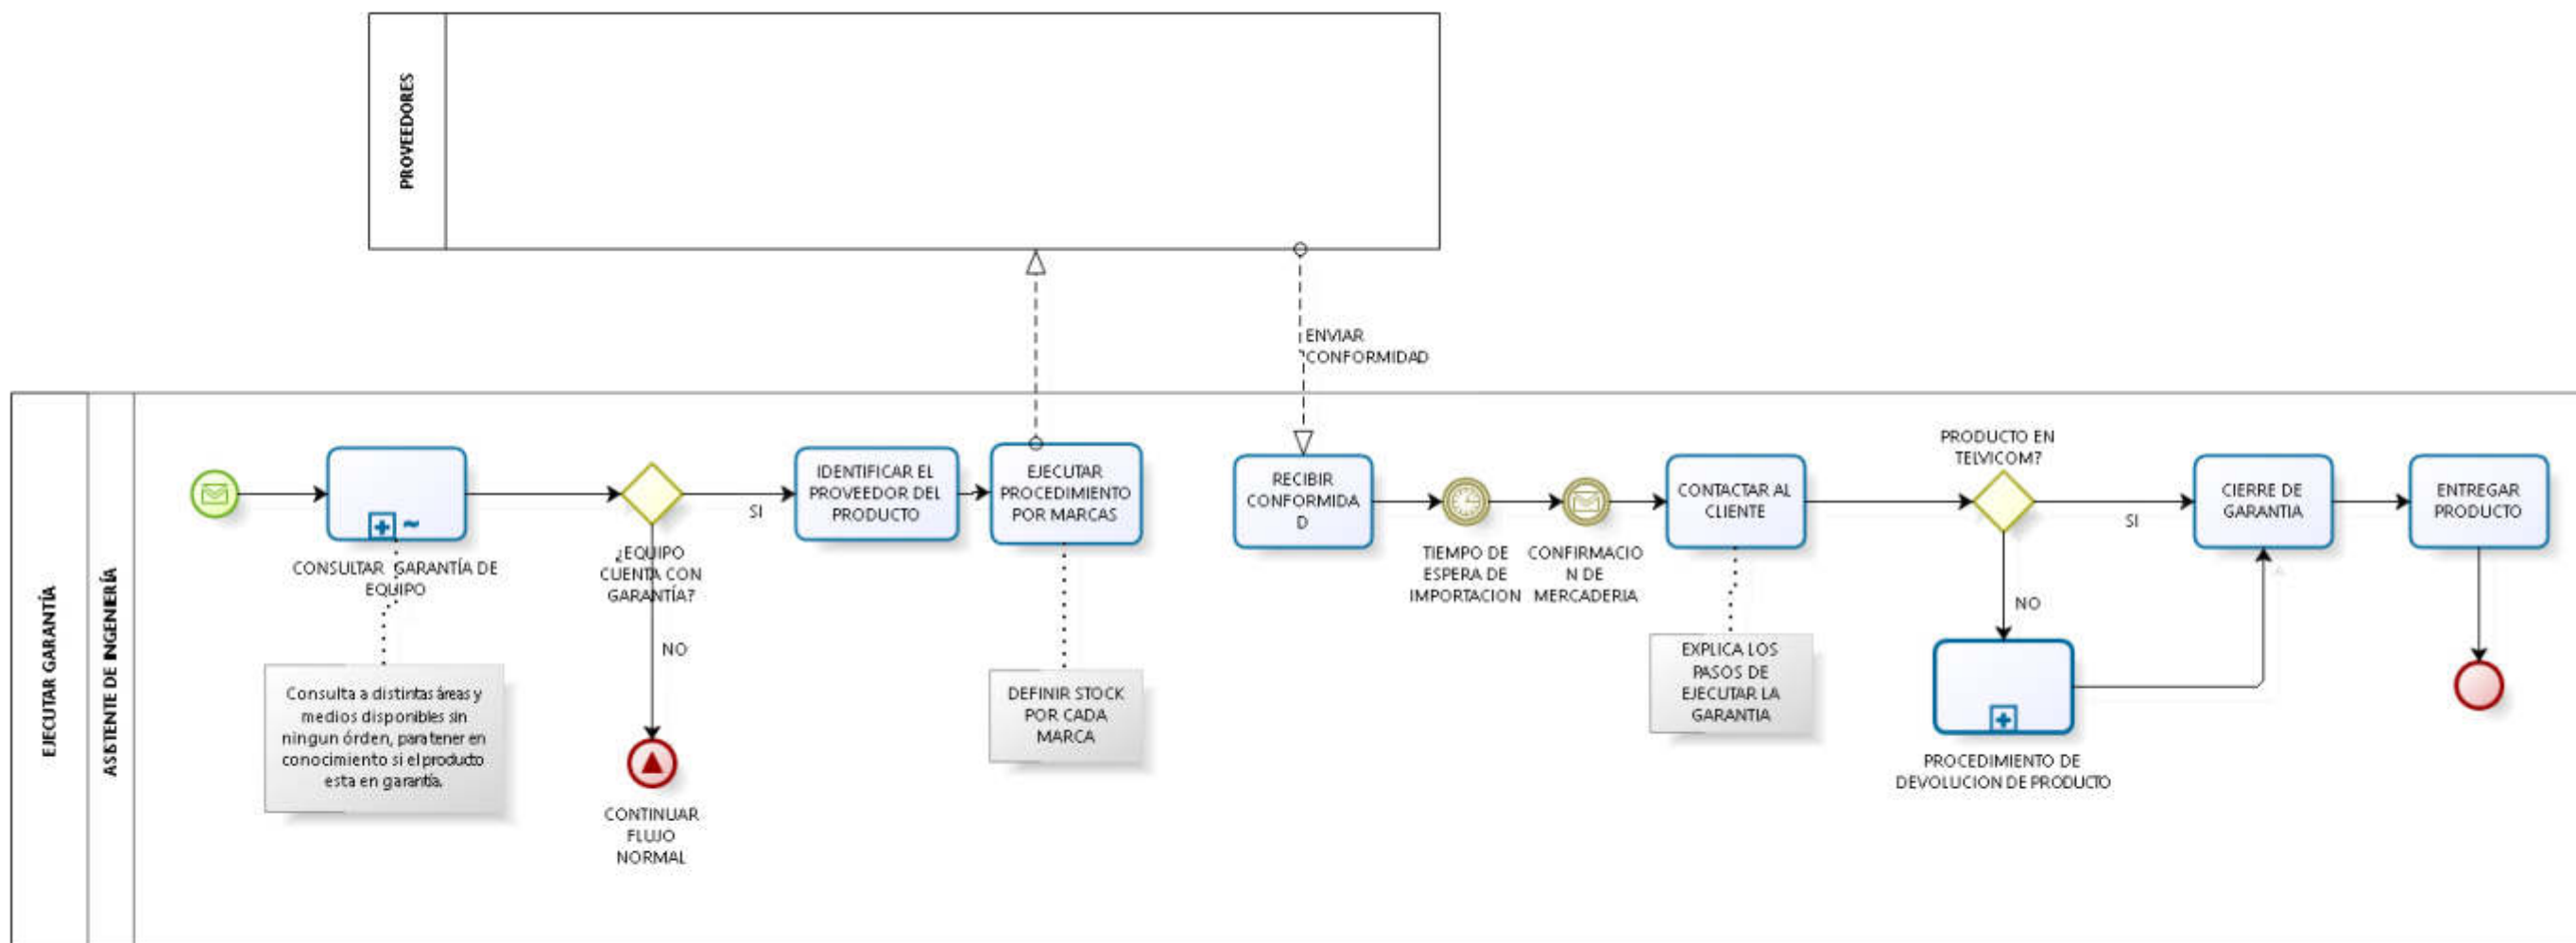 PROVEEDORES
ENVIAR
CONFORMIDAD
EJECUTAR GARANTÍA
ASISTENTE DE INGENIERÍA
CONSULTAR GARANTÍA DE
EQUIPO
Consulta a distintas áreas y
medios disponibles sin
ningun órden, para tener en
conocimiento si el producto
esta en garantía.
¿EQUIPO
CUENTA CON
GARANTÍA?
SI
NO
CONTINUAR
FLUJO
NORMAL
IDENTIFICAR EL
PROVEEDOR DEL
PRODUCTO
EJECUTAR
PROCEDIMIENTO
POR MARCAS
DEFINIR STOCK
POR CADA
MARCA
RECIBIR
CONFORMIDA
D
TIEMPO DE
ESPERA DE
IMPORTACION
CONFIRMACIO
N DE
MERCADERIA
CONTACTAR AL
CLIENTE
EXPLICA LOS
PASOS DE
EJECUTAR LA
GARANTIA
PRODUCTO EN
TELVICOM?
SI
NO
PROCEDIMIENTO DE
DEVOLUCION DE PRODUCTO
CIERRE DE
GARANTIA
ENTREGAR
PRODUCTO